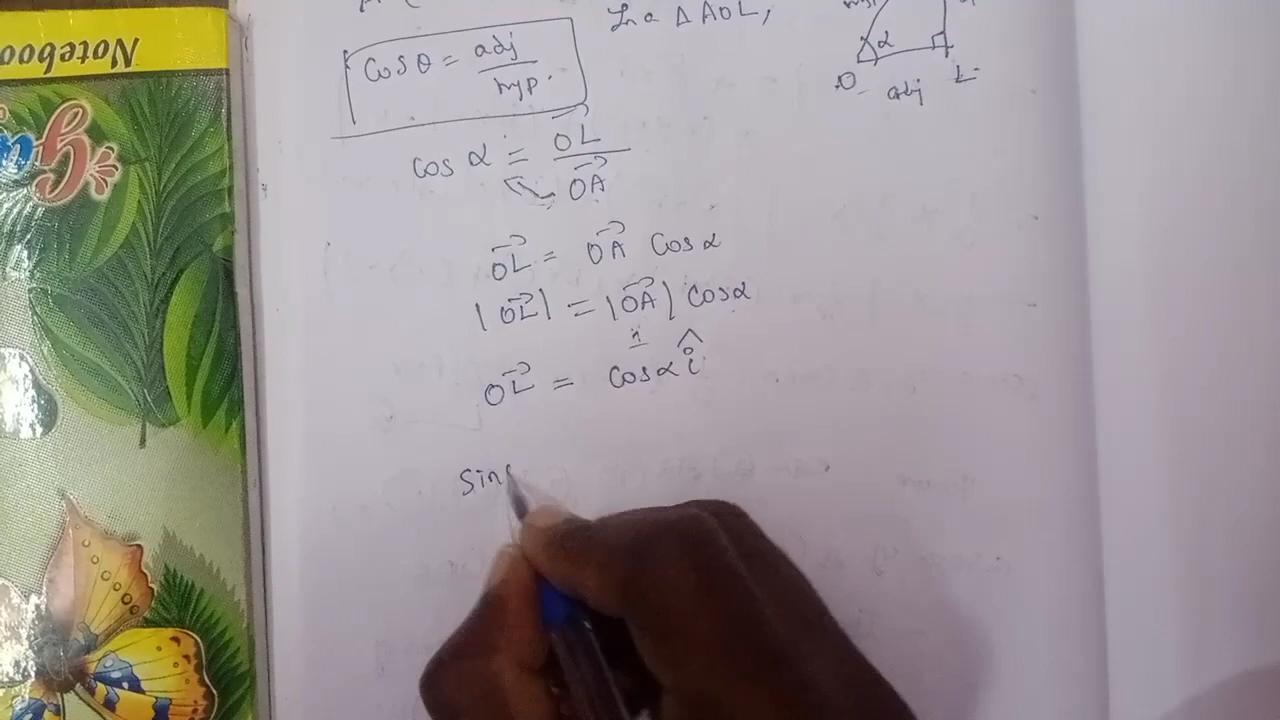 In a Δ AOL,
Cos θ = adj / hyp.
α
O L
adj
cos α = OL / OA
OL = OA Cos α
|OL| = |OA| Cos α
1
OL = Cos α î
Sin
Noteboo